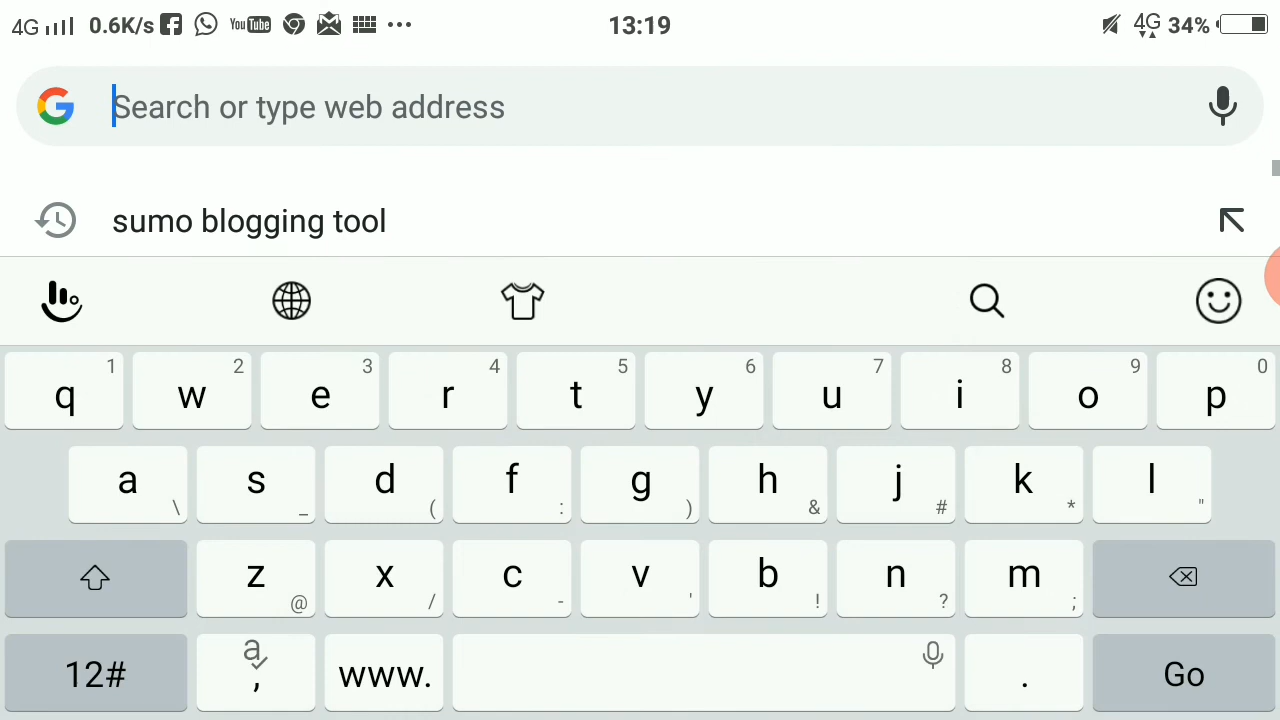 4G 0.6K/s YouTube ••• 13:19 4G 34%
Search or type web address
sumo blogging tool
q 1 w 2 e 3 r 4 t 5 y 6 u 7 i 8 o 9 p 0
a \ s _ d ( f : g ) h & j # k * l "
z @ x / c - v ' b ! n ? m ;
12# a , www. . Go